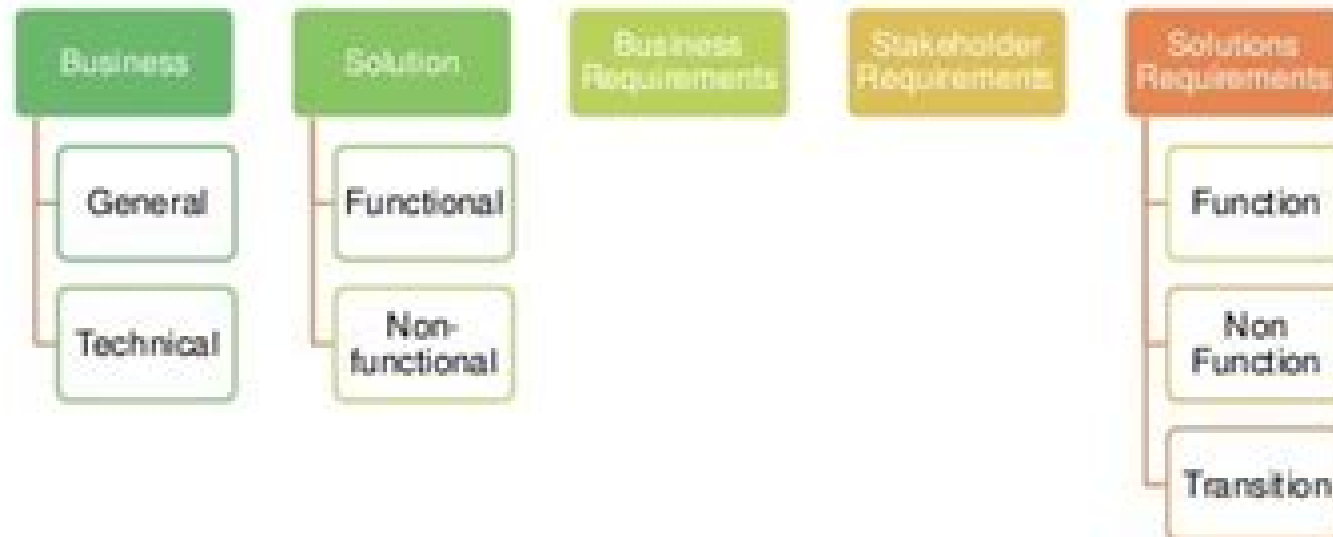 Business
General
Technical
Solution
Functional
Non-
functional
Business
Requirements
Stakeholder
Requirements
Solutions
Requirements
Function
Non
Function
Transition